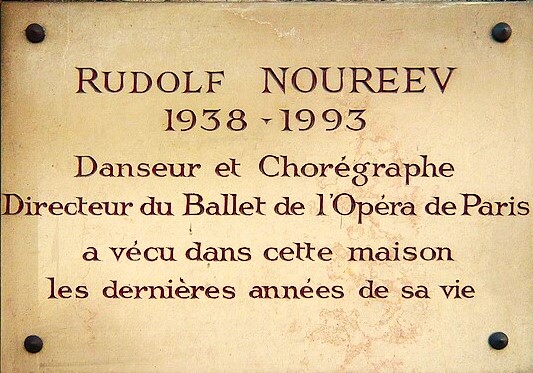 RUDOLF NOUREEV
1938 - 1993
Danseur et Chorégraphe
Directeur du Ballet de l'Opéra de Paris
a vécu dans cette maison
les dernières années de sa vie